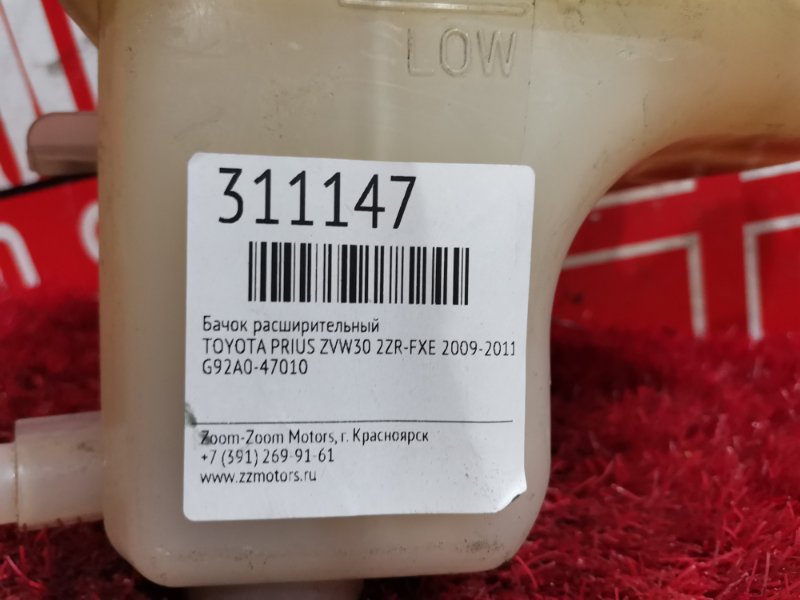 LOW
311147
Бачок расширительный
TOYOTA PRIUS ZVW30 2ZR-FXE 2009-2011
G92A0-47010
Zoom-Zoom Motors, г. Красноярск
+7 (391) 269-91-61
www.zzmotors.ru